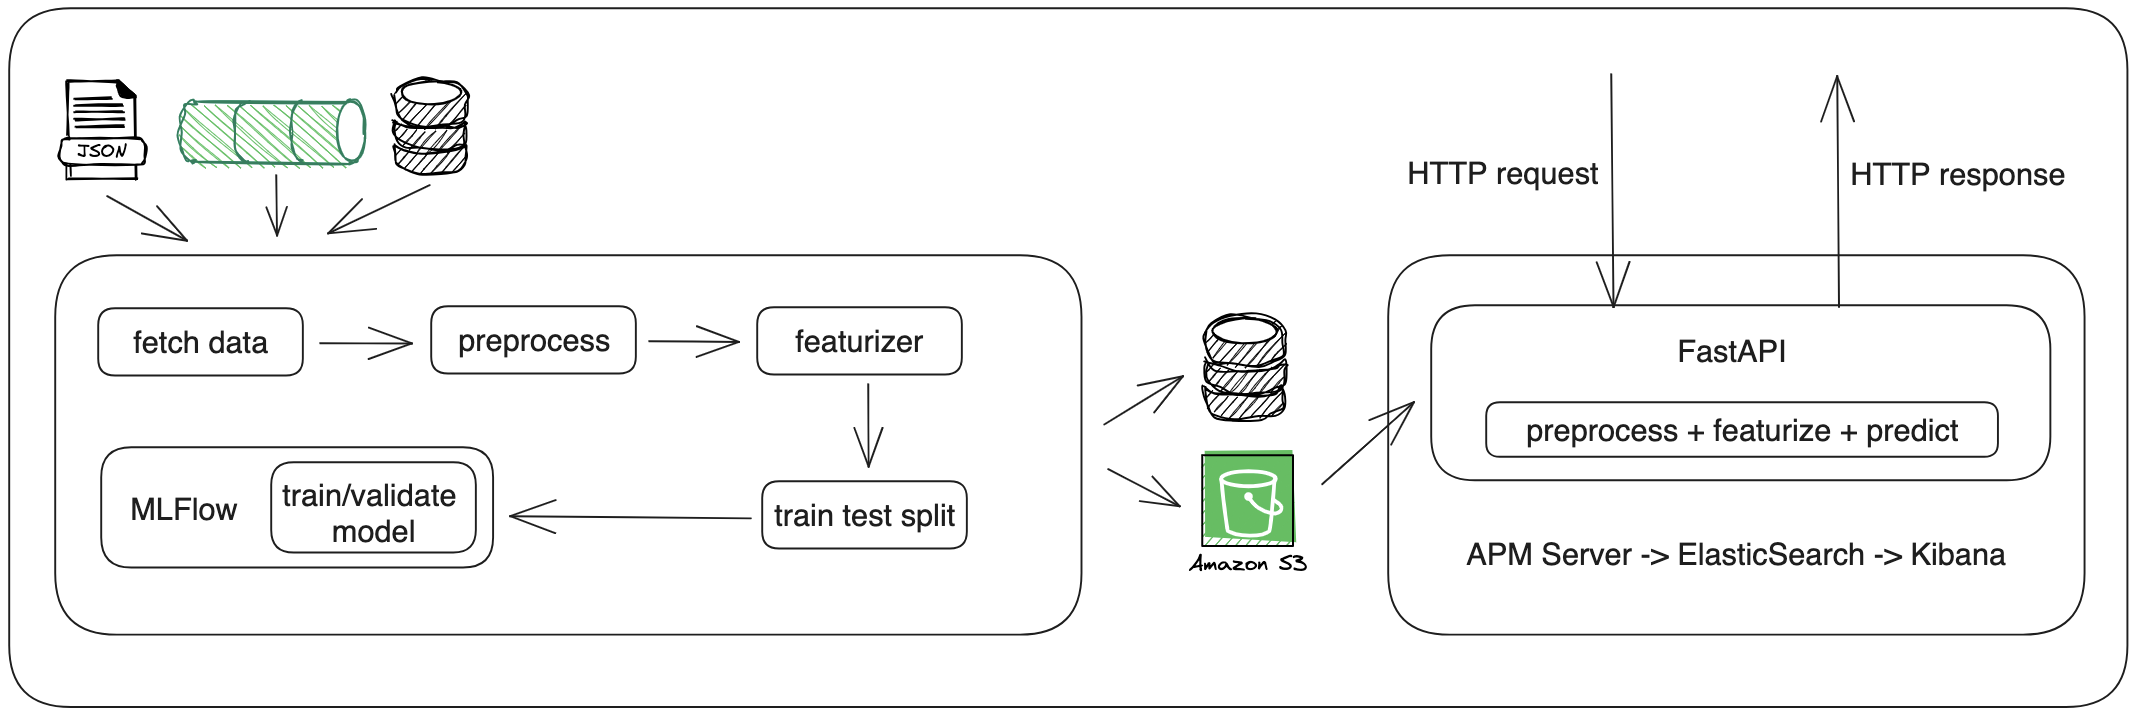 JSON
HTTP request
HTTP response
fetch data
preprocess
featurizer
FastAPI
preprocess + featurize + predict
MLFlow
train/validate
model
train test split
Amazon S3
APM Server -> ElasticSearch -> Kibana